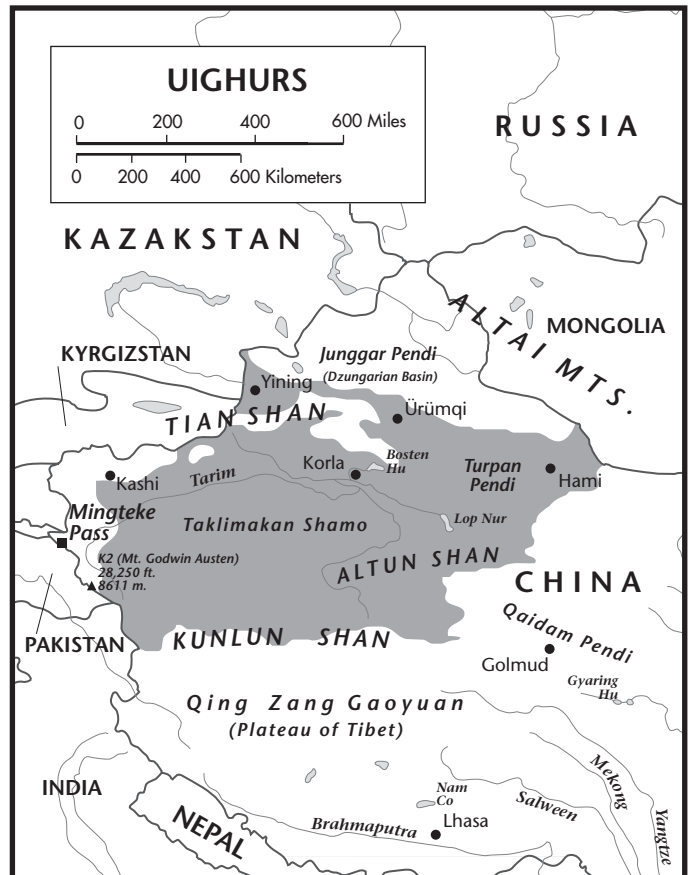 UIGHURS
0 200 400 600 Miles
0 200 400 600 Kilometers
RUSSIA
KAZAKSTAN
ALTAI MTS.
MONGOLIA
KYRGIZSTAN
Junggar Pendi
(Dzungarian Basin)
Yining
Ürümqi
TIAN SHAN
Korla
Bosten
Hu
Turpan
Pendi
Hami
Kashi
Tarim
Mingteke
Pass
Taklimakan Shamo
Lop Nur
K2 (Mt. Godwin Austen)
28,250 ft.
8611 m.
ALTUN SHAN
CHINA
PAKISTAN
KUNLUN SHAN
Qaidam Pendi
Golmud
Gyaring
Hu
Qing Zang Gaoyuan
(Plateau of Tibet)
INDIA
NEPAL
Nam
Co
Mekong
Salween
Yangtze
Brahmaputra
Lhasa